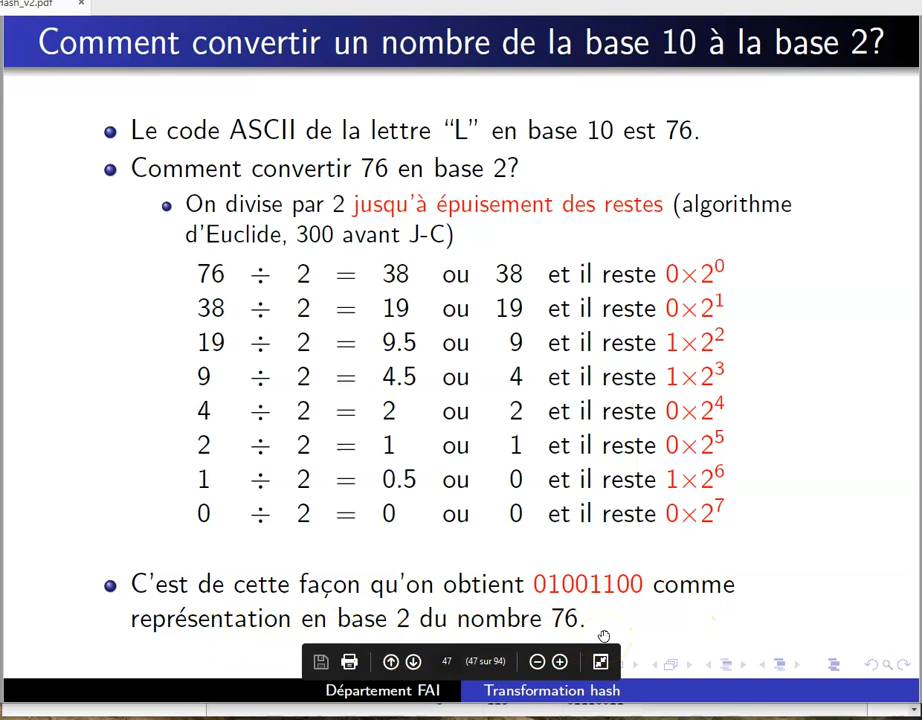 Hash_v2.pdf ×
Comment convertir un nombre de la base 10 à la base 2?
Le code ASCII de la lettre “L” en base 10 est 76.
Comment convertir 76 en base 2?
On divise par 2 jusqu'à épuisement des restes (algorithme
d'Euclide, 300 avant J-C)
76 ÷ 2 = 38 ou 38 et il reste 0×2⁰
38 ÷ 2 = 19 ou 19 et il reste 0×2¹
19 ÷ 2 = 9.5 ou 9 et il reste 1×2²
9 ÷ 2 = 4.5 ou 4 et il reste 1×2³
4 ÷ 2 = 2 ou 2 et il reste 0×2⁴
2 ÷ 2 = 1 ou 1 et il reste 0×2⁵
1 ÷ 2 = 0.5 ou 0 et il reste 1×2⁶
0 ÷ 2 = 0 ou 0 et il reste 0×2⁷
C'est de cette façon qu'on obtient 01001100 comme
représentation en base 2 du nombre 76.
47 (47 sur 94)
Département FAI Transformation hash